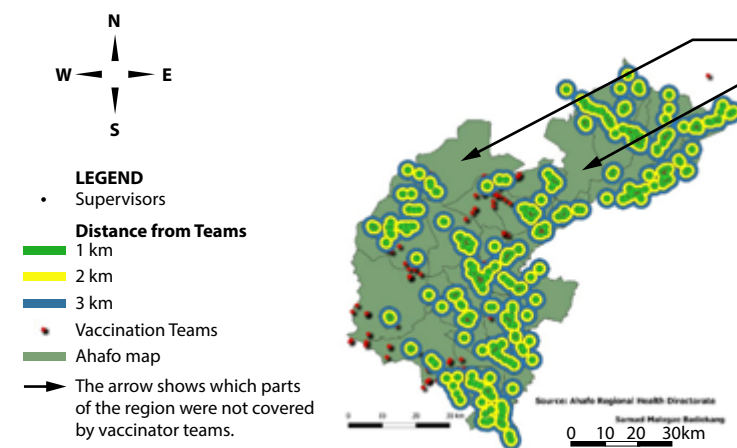 N
W E
S
LEGEND
Supervisors
Distance from Teams
1 km
2 km
3 km
Vaccination Teams
Ahafo map
The arrow shows which parts
of the region were not covered
by vaccinator teams.
Source: Ahafo Regional Health Directorate
0 10 20 30km